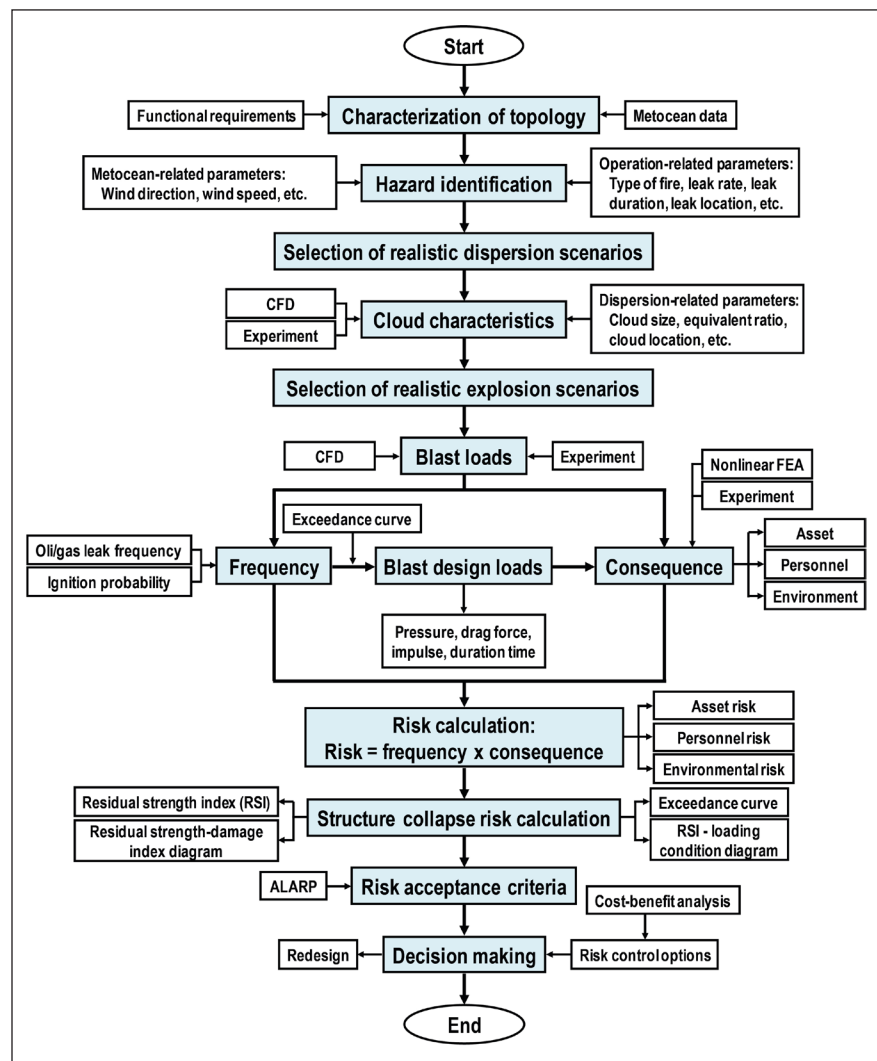 Start
Functional requirements
Characterization of topology
Metocean data
Metocean-related parameters:
Wind direction, wind speed, etc.
Hazard identification
Operation-related parameters:
Type of fire, leak rate, leak
duration, leak location, etc.
Selection of realistic dispersion scenarios
CFD
Experiment
Cloud characteristics
Dispersion-related parameters:
Cloud size, equivalent ratio,
cloud location, etc.
Selection of realistic explosion scenarios
CFD
Blast loads
Experiment
Nonlinear FEA
Experiment
Exceedance curve
Oli/gas leak frequency
Ignition probability
Frequency
Blast design loads
Consequence
Asset
Personnel
Environment
Pressure, drag force,
impulse, duration time
Risk calculation:
Risk = frequency x consequence
Asset risk
Personnel risk
Environmental risk
Residual strength index (RSI)
Residual strength-damage
index diagram
Structure collapse risk calculation
Exceedance curve
RSI - loading
condition diagram
ALARP
Risk acceptance criteria
Cost-benefit analysis
Redesign
Decision making
Risk control options
End